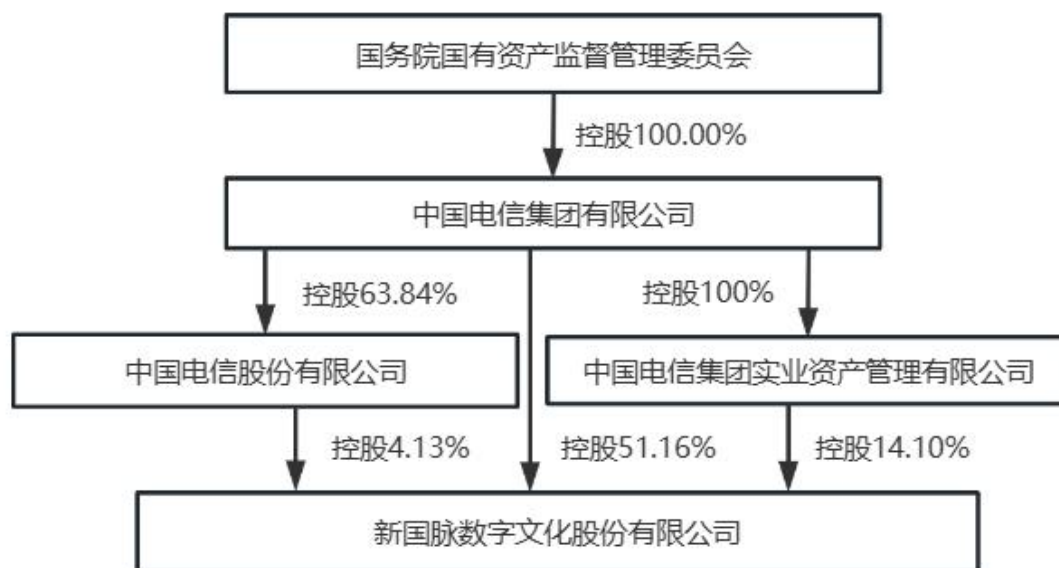 国务院国有资产监督管理委员会
控股100.00%
中国电信集团有限公司
控股63.84%
控股100%
中国电信股份有限公司
中国电信集团实业资产管理有限公司
控股4.13%
控股51.16%
控股14.10%
新国脉数字文化股份有限公司